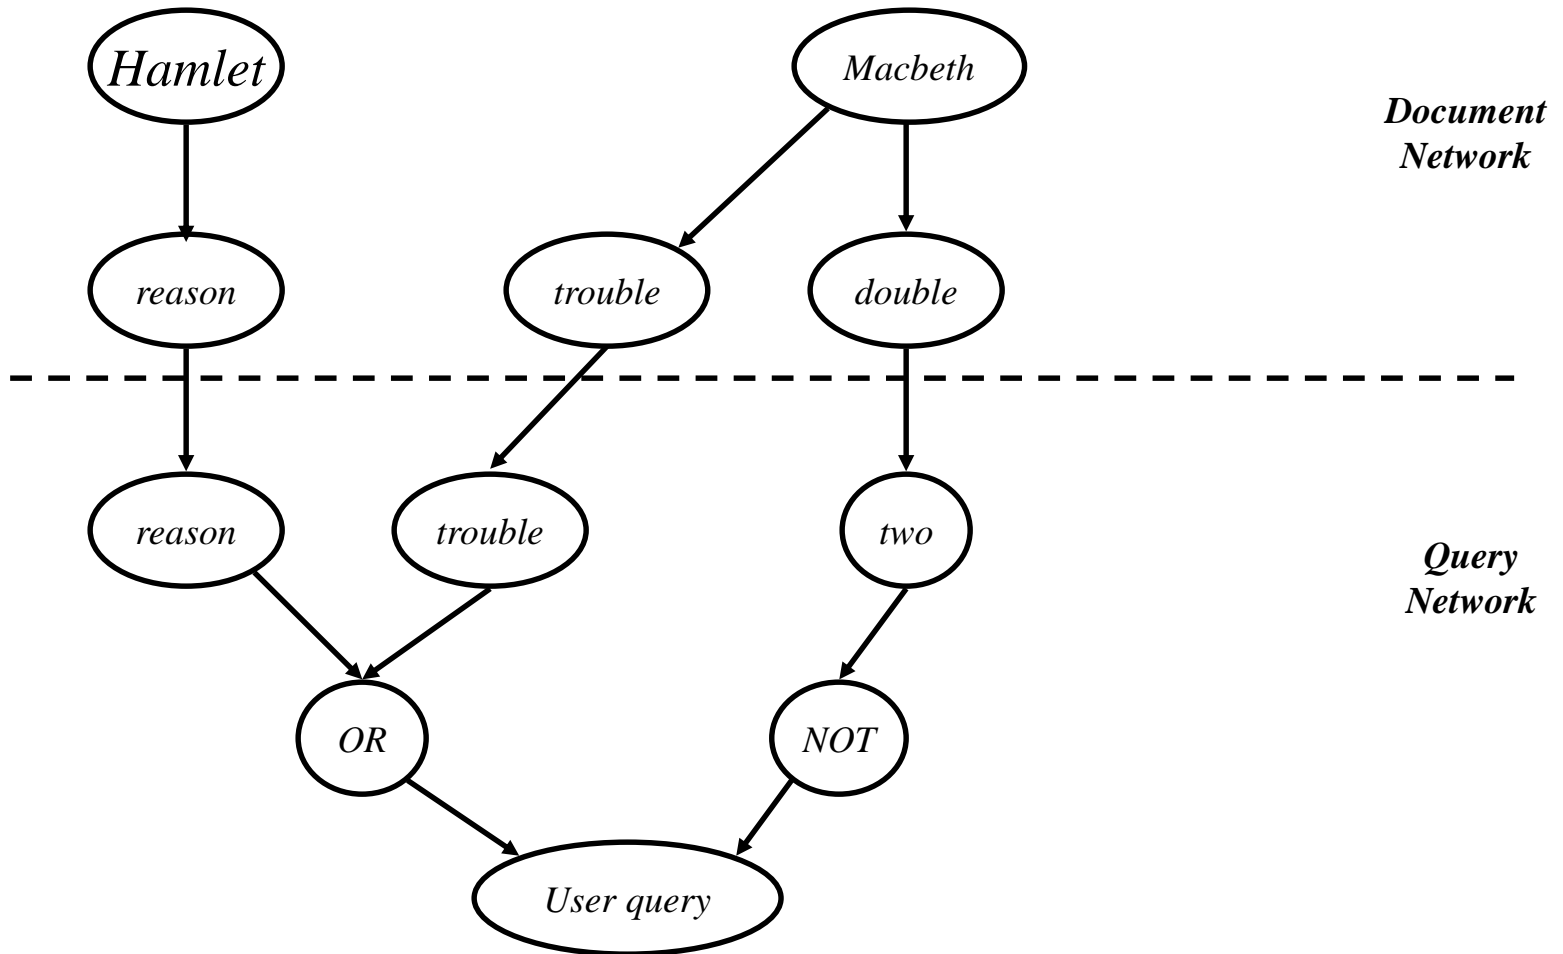 Hamlet
Macbeth
Document
Network
reason
trouble
double
reason
trouble
two
Query
Network
OR
NOT
User query